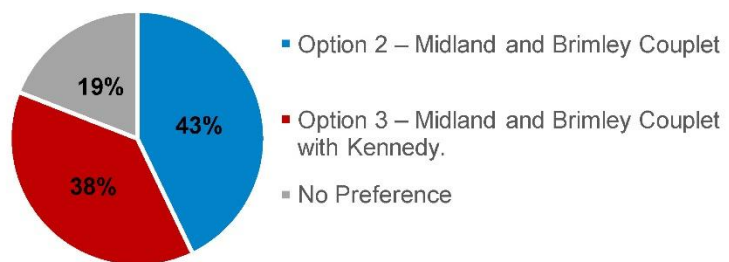 19%
43%
38%
Option 2 – Midland and Brimley Couplet
Option 3 – Midland and Brimley Couplet
with Kennedy.
No Preference